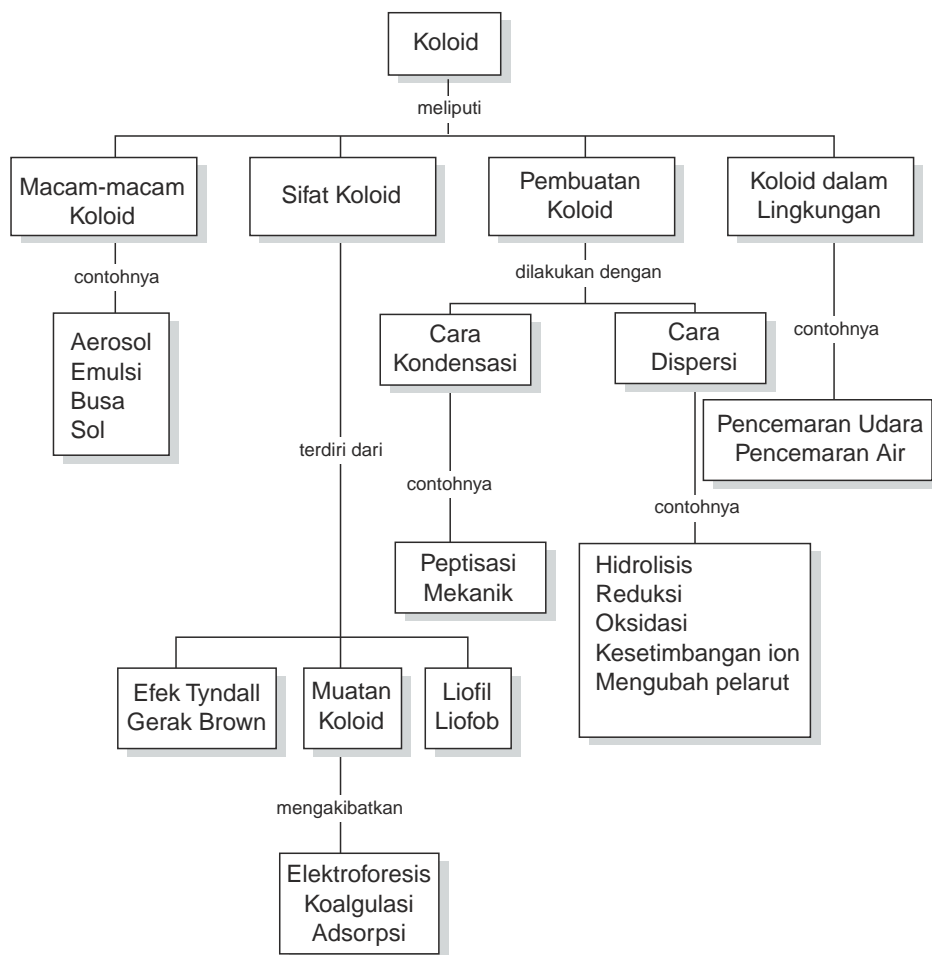 Koloid
meliputi
Macam-macam
Koloid
Sifat Koloid
Pembuatan
Koloid
Koloid dalam
Lingkungan
contohnya
Aerosol
Emulsi
Busa
Sol
dilakukan dengan
Cara
Kondensasi
Cara
Dispersi
contohnya
Pencemaran Udara
Pencemaran Air
terdiri dari
contohnya
Peptisasi
Mekanik
contohnya
Hidrolisis
Reduksi
Oksidasi
Kesetimbangan ion
Mengubah pelarut
Efek Tyndall
Gerak Brown
Muatan
Koloid
Liofil
Liofob
mengakibatkan
Elektroforesis
Koalgulasi
Adsorpsi